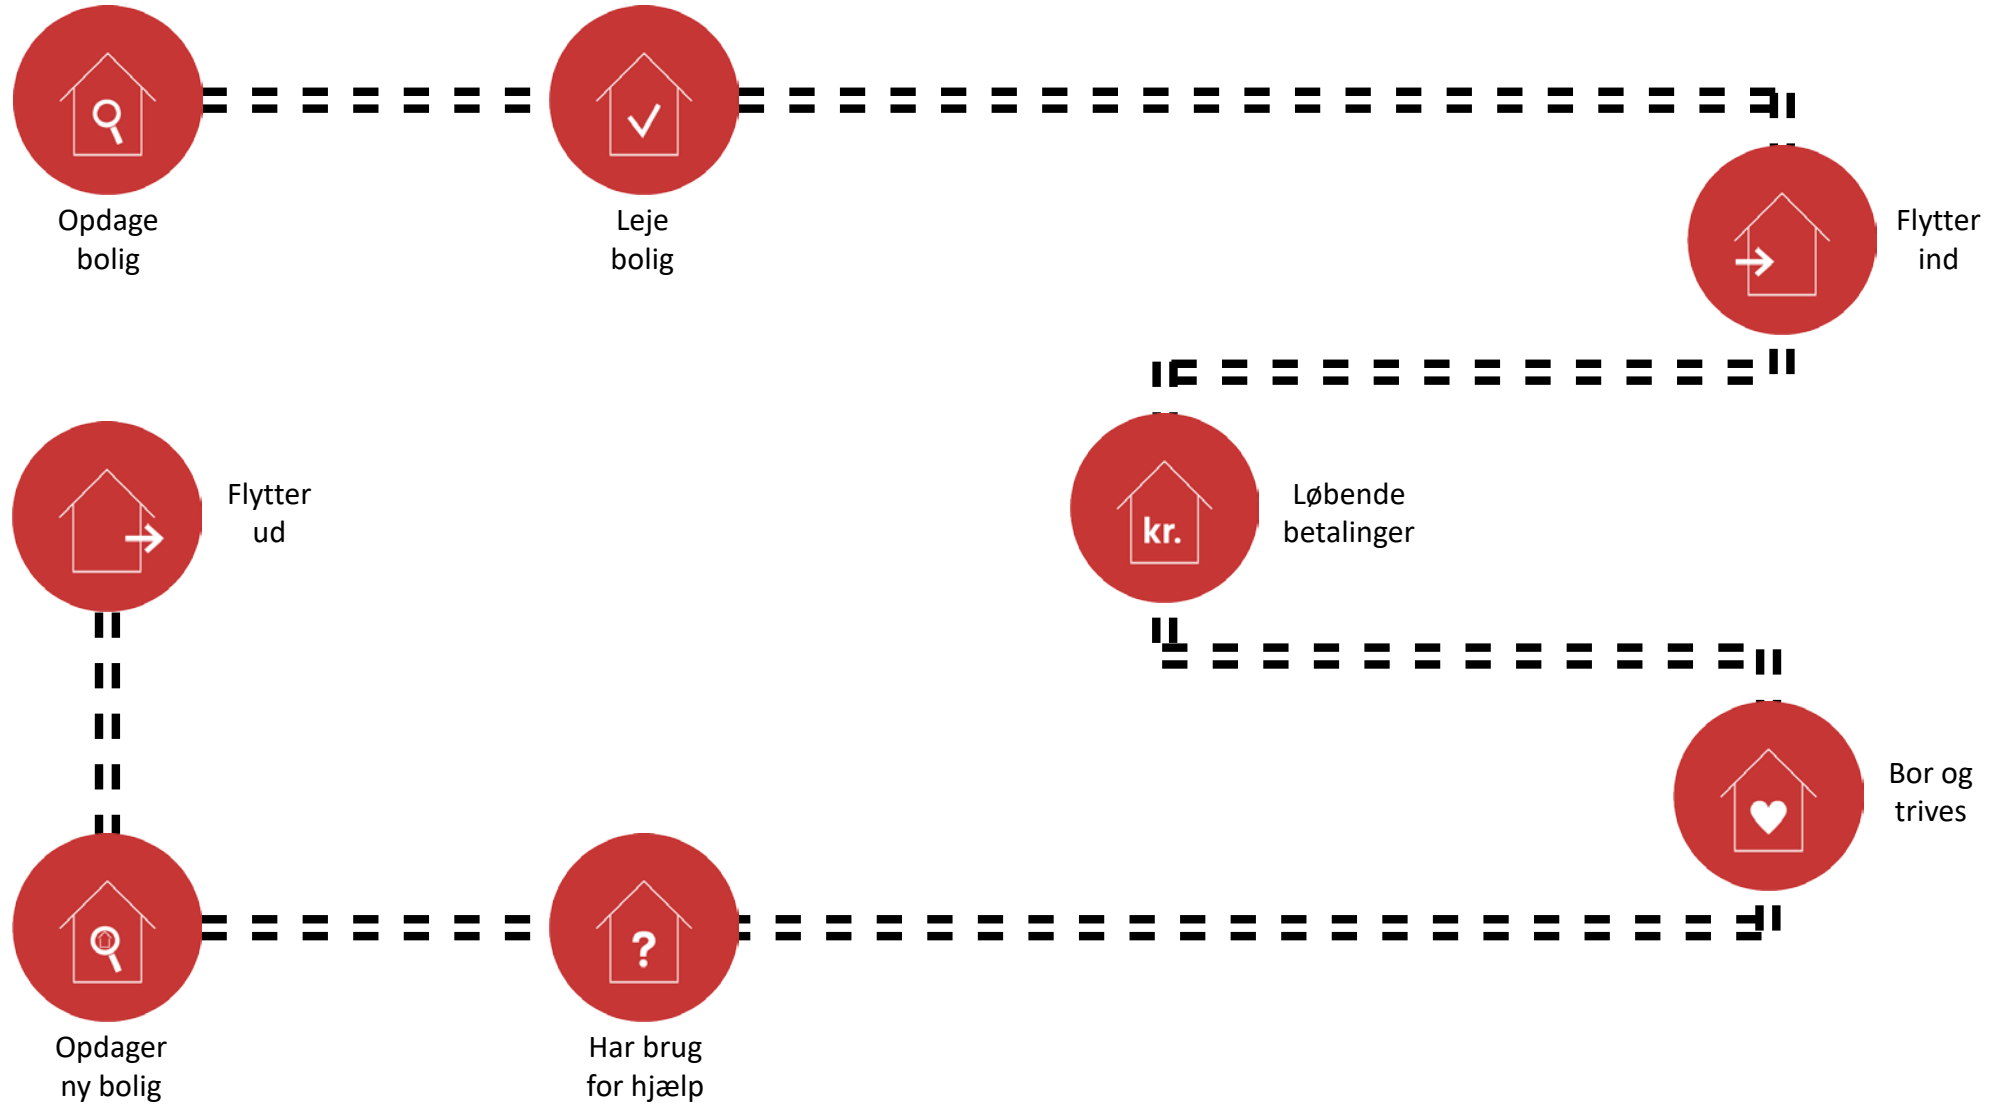 Opdage
bolig
Leje
bolig
Flytter
ind
Flytter
ud
kr.
Løbende
betalinger
Bor og
trives
?
Opdager
ny bolig
Har brug
for hjælp